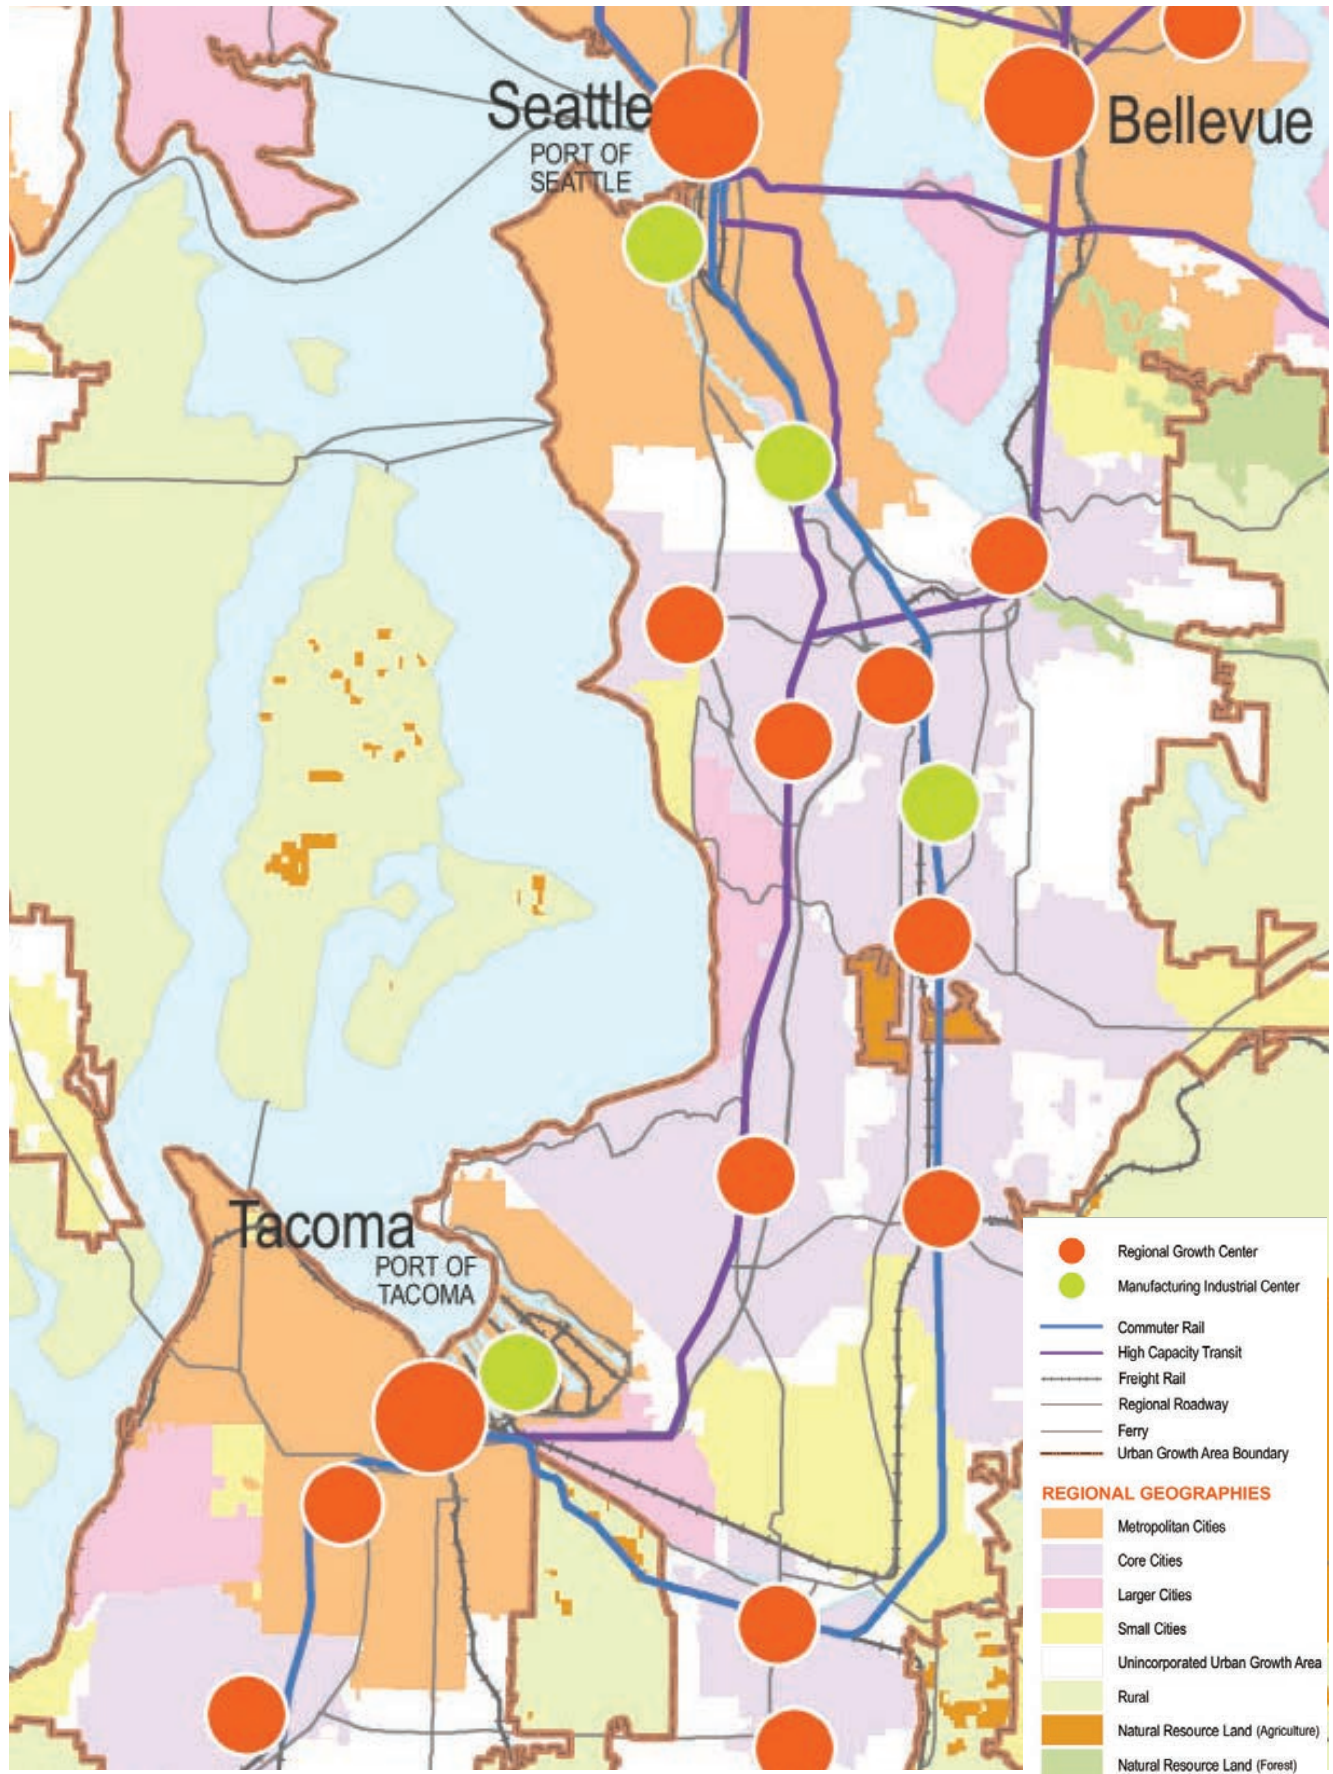 Seattle
PORT OF
SEATTLE
Bellevue
Tacoma
PORT OF
TACOMA
Regional Growth Center
Manufacturing Industrial Center
Commuter Rail
High Capacity Transit
Freight Rail
Regional Roadway
Ferry
Urban Growth Area Boundary
REGIONAL GEOGRAPHIES
Metropolitan Cities
Core Cities
Larger Cities
Small Cities
Unincorporated Urban Growth Area
Rural
Natural Resource Land (Agriculture)
Natural Resource Land (Forest)